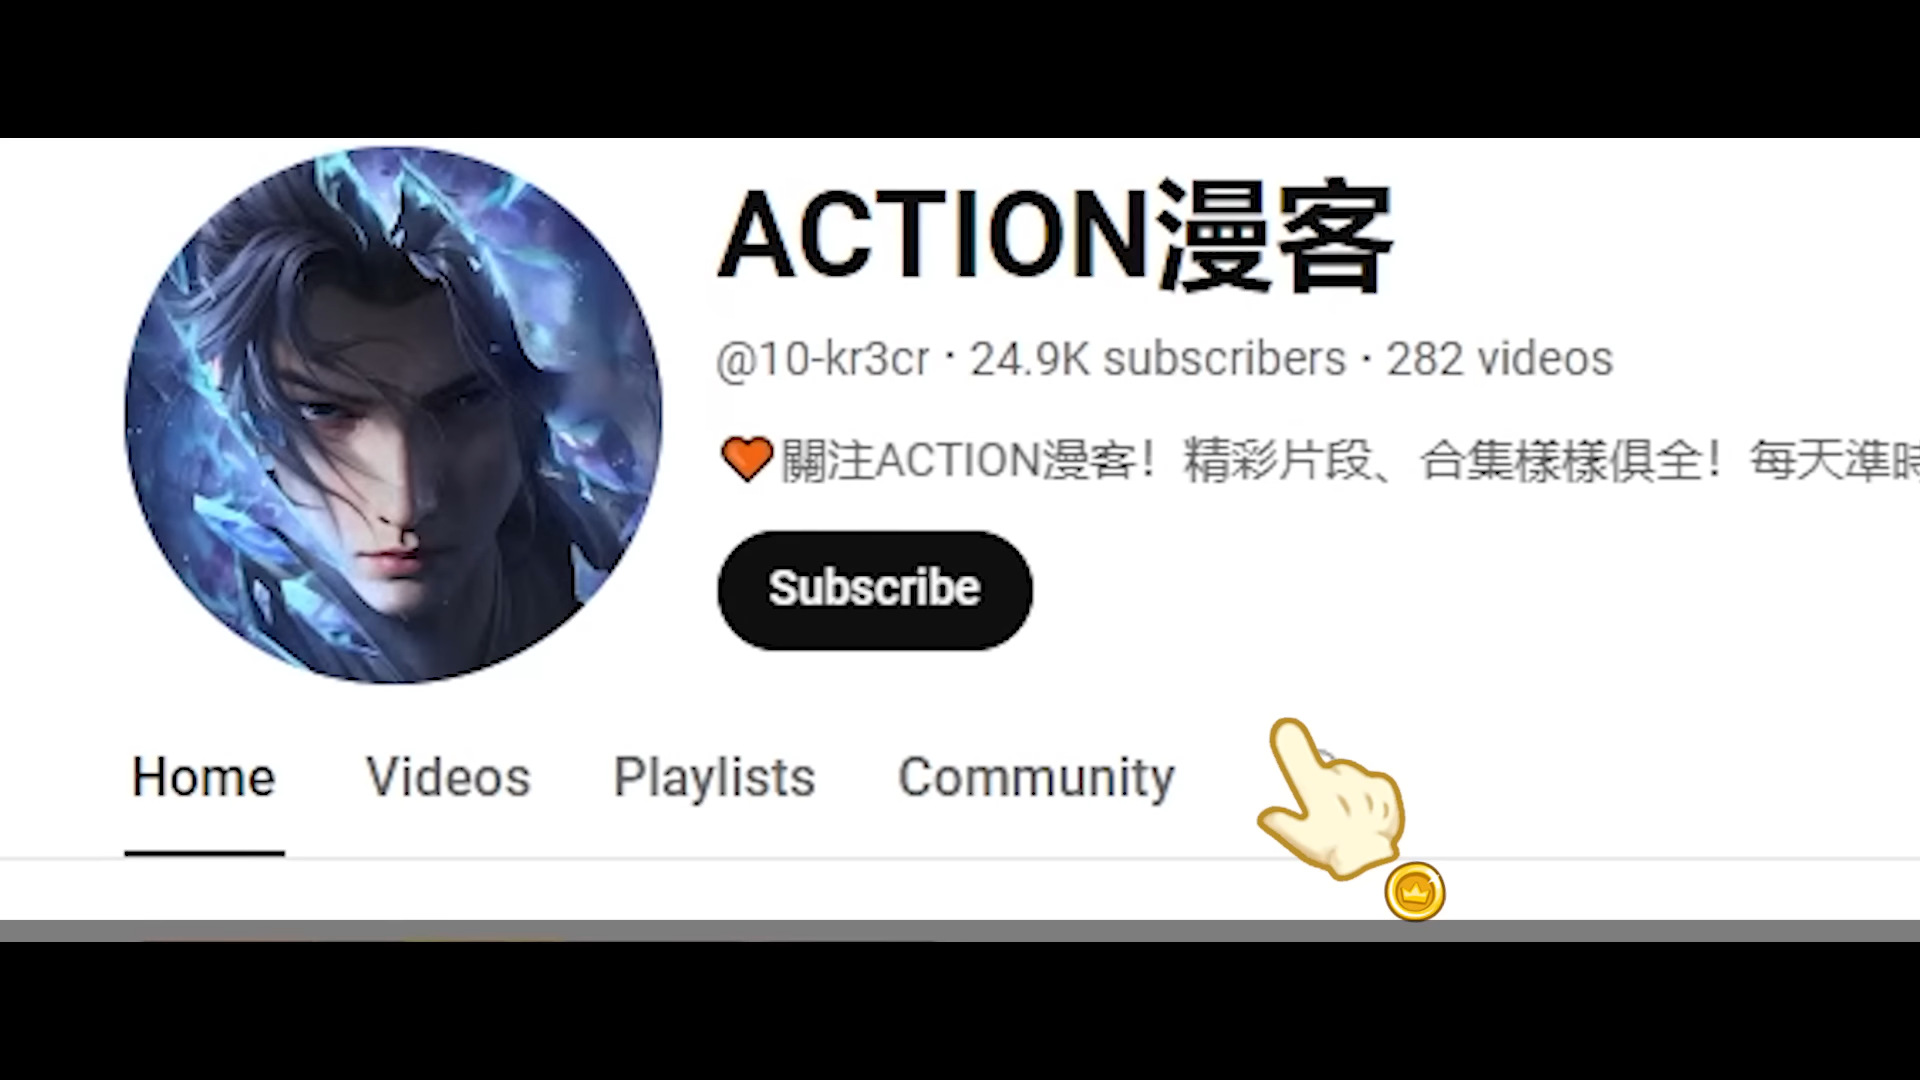 ACTION漫客
@10-kr3cr · 24.9K subscribers · 282 videos
🧡關注ACTION漫客！精彩片段、合集樣樣俱全！每天準時
Subscribe
Home Videos Playlists Community